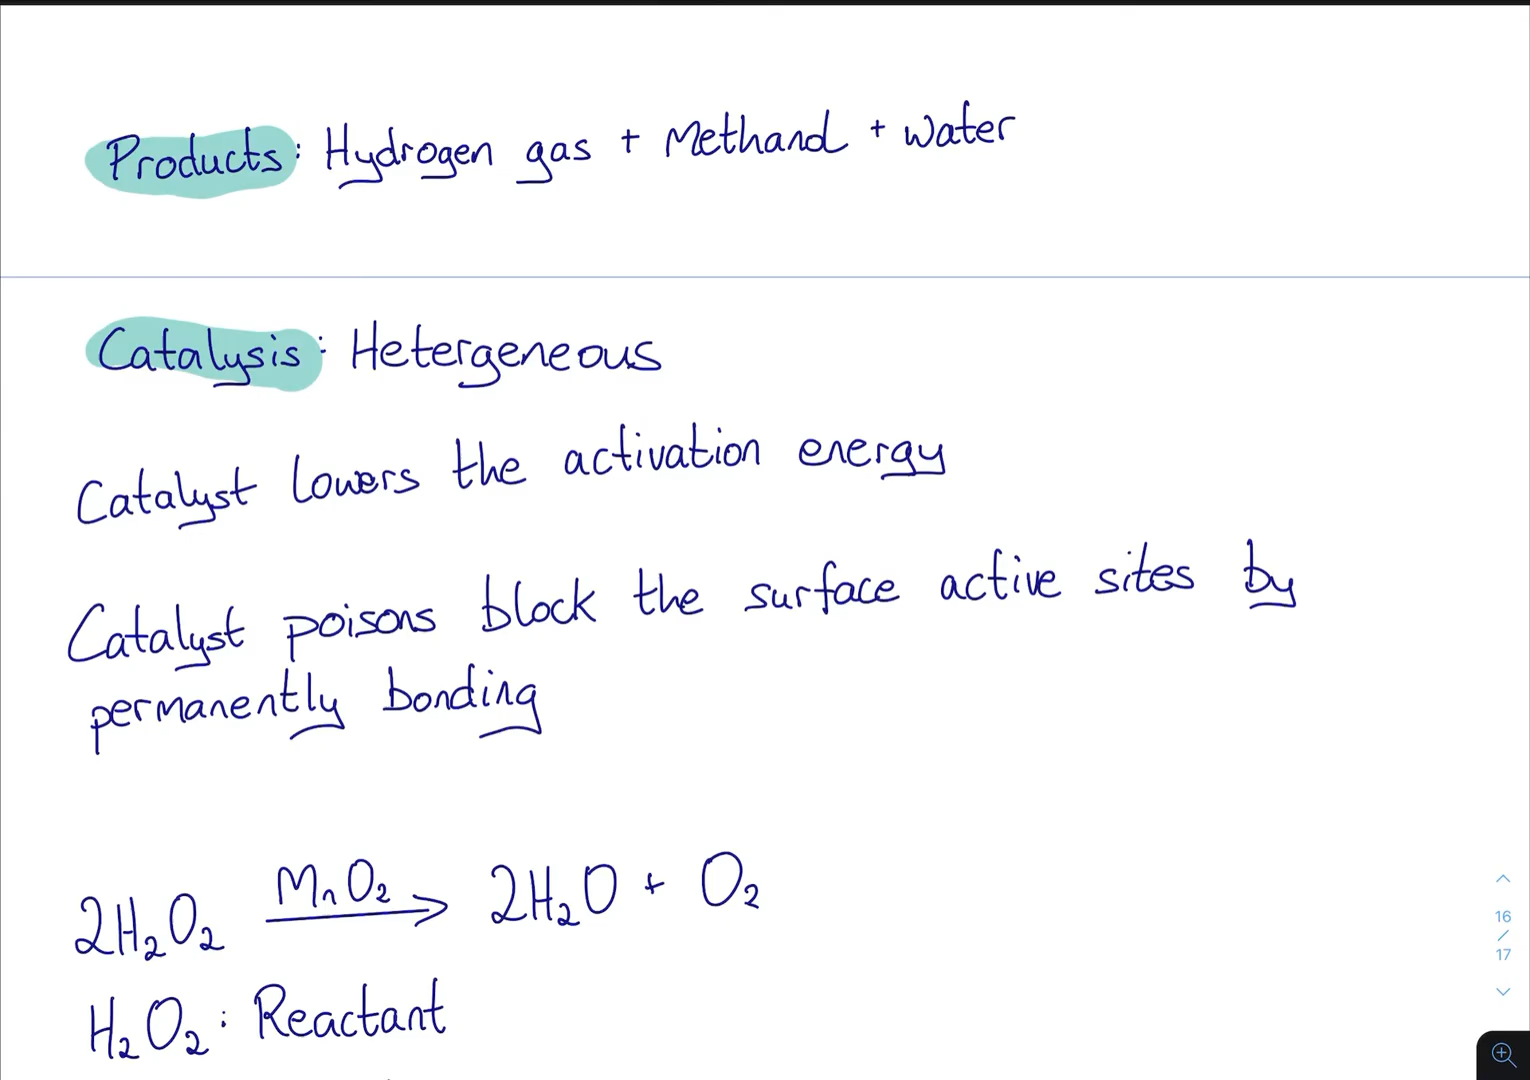 Products: Hydrogen gas + Methanol + water
Catalysis: Hetergeneous
Catalyst lowers the activation energy
Catalyst poisons block the surface active sites by
permanently bonding
2H₂O₂ MnO₂→ 2H₂O + O₂
H₂O₂: Reactant
16
/
17